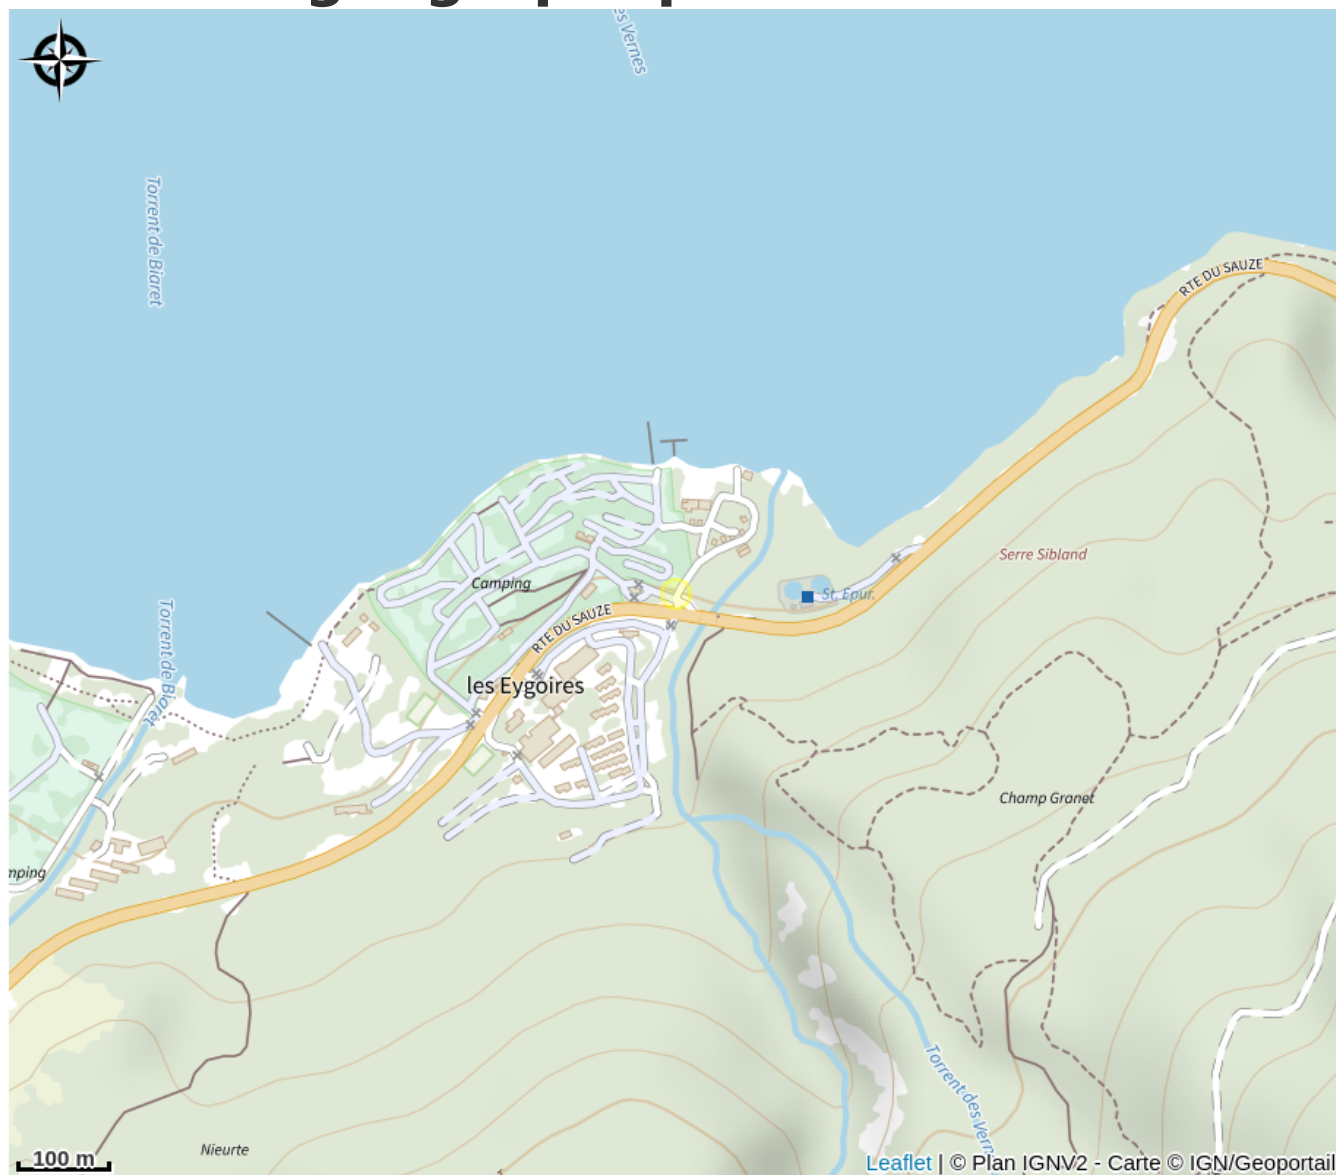 es Vernes
Torrent de Biaret
RTE DU SAUZE
Serre Sibland
Camping
St. Epur.
RTE DU SAUZE
Torrent de Biaret
les Eygoires
Champ Granet
mping
Torrent des Vern
Nieurte
100 m
Leaflet | © Plan IGNV2 - Carte © IGN/Geoportail